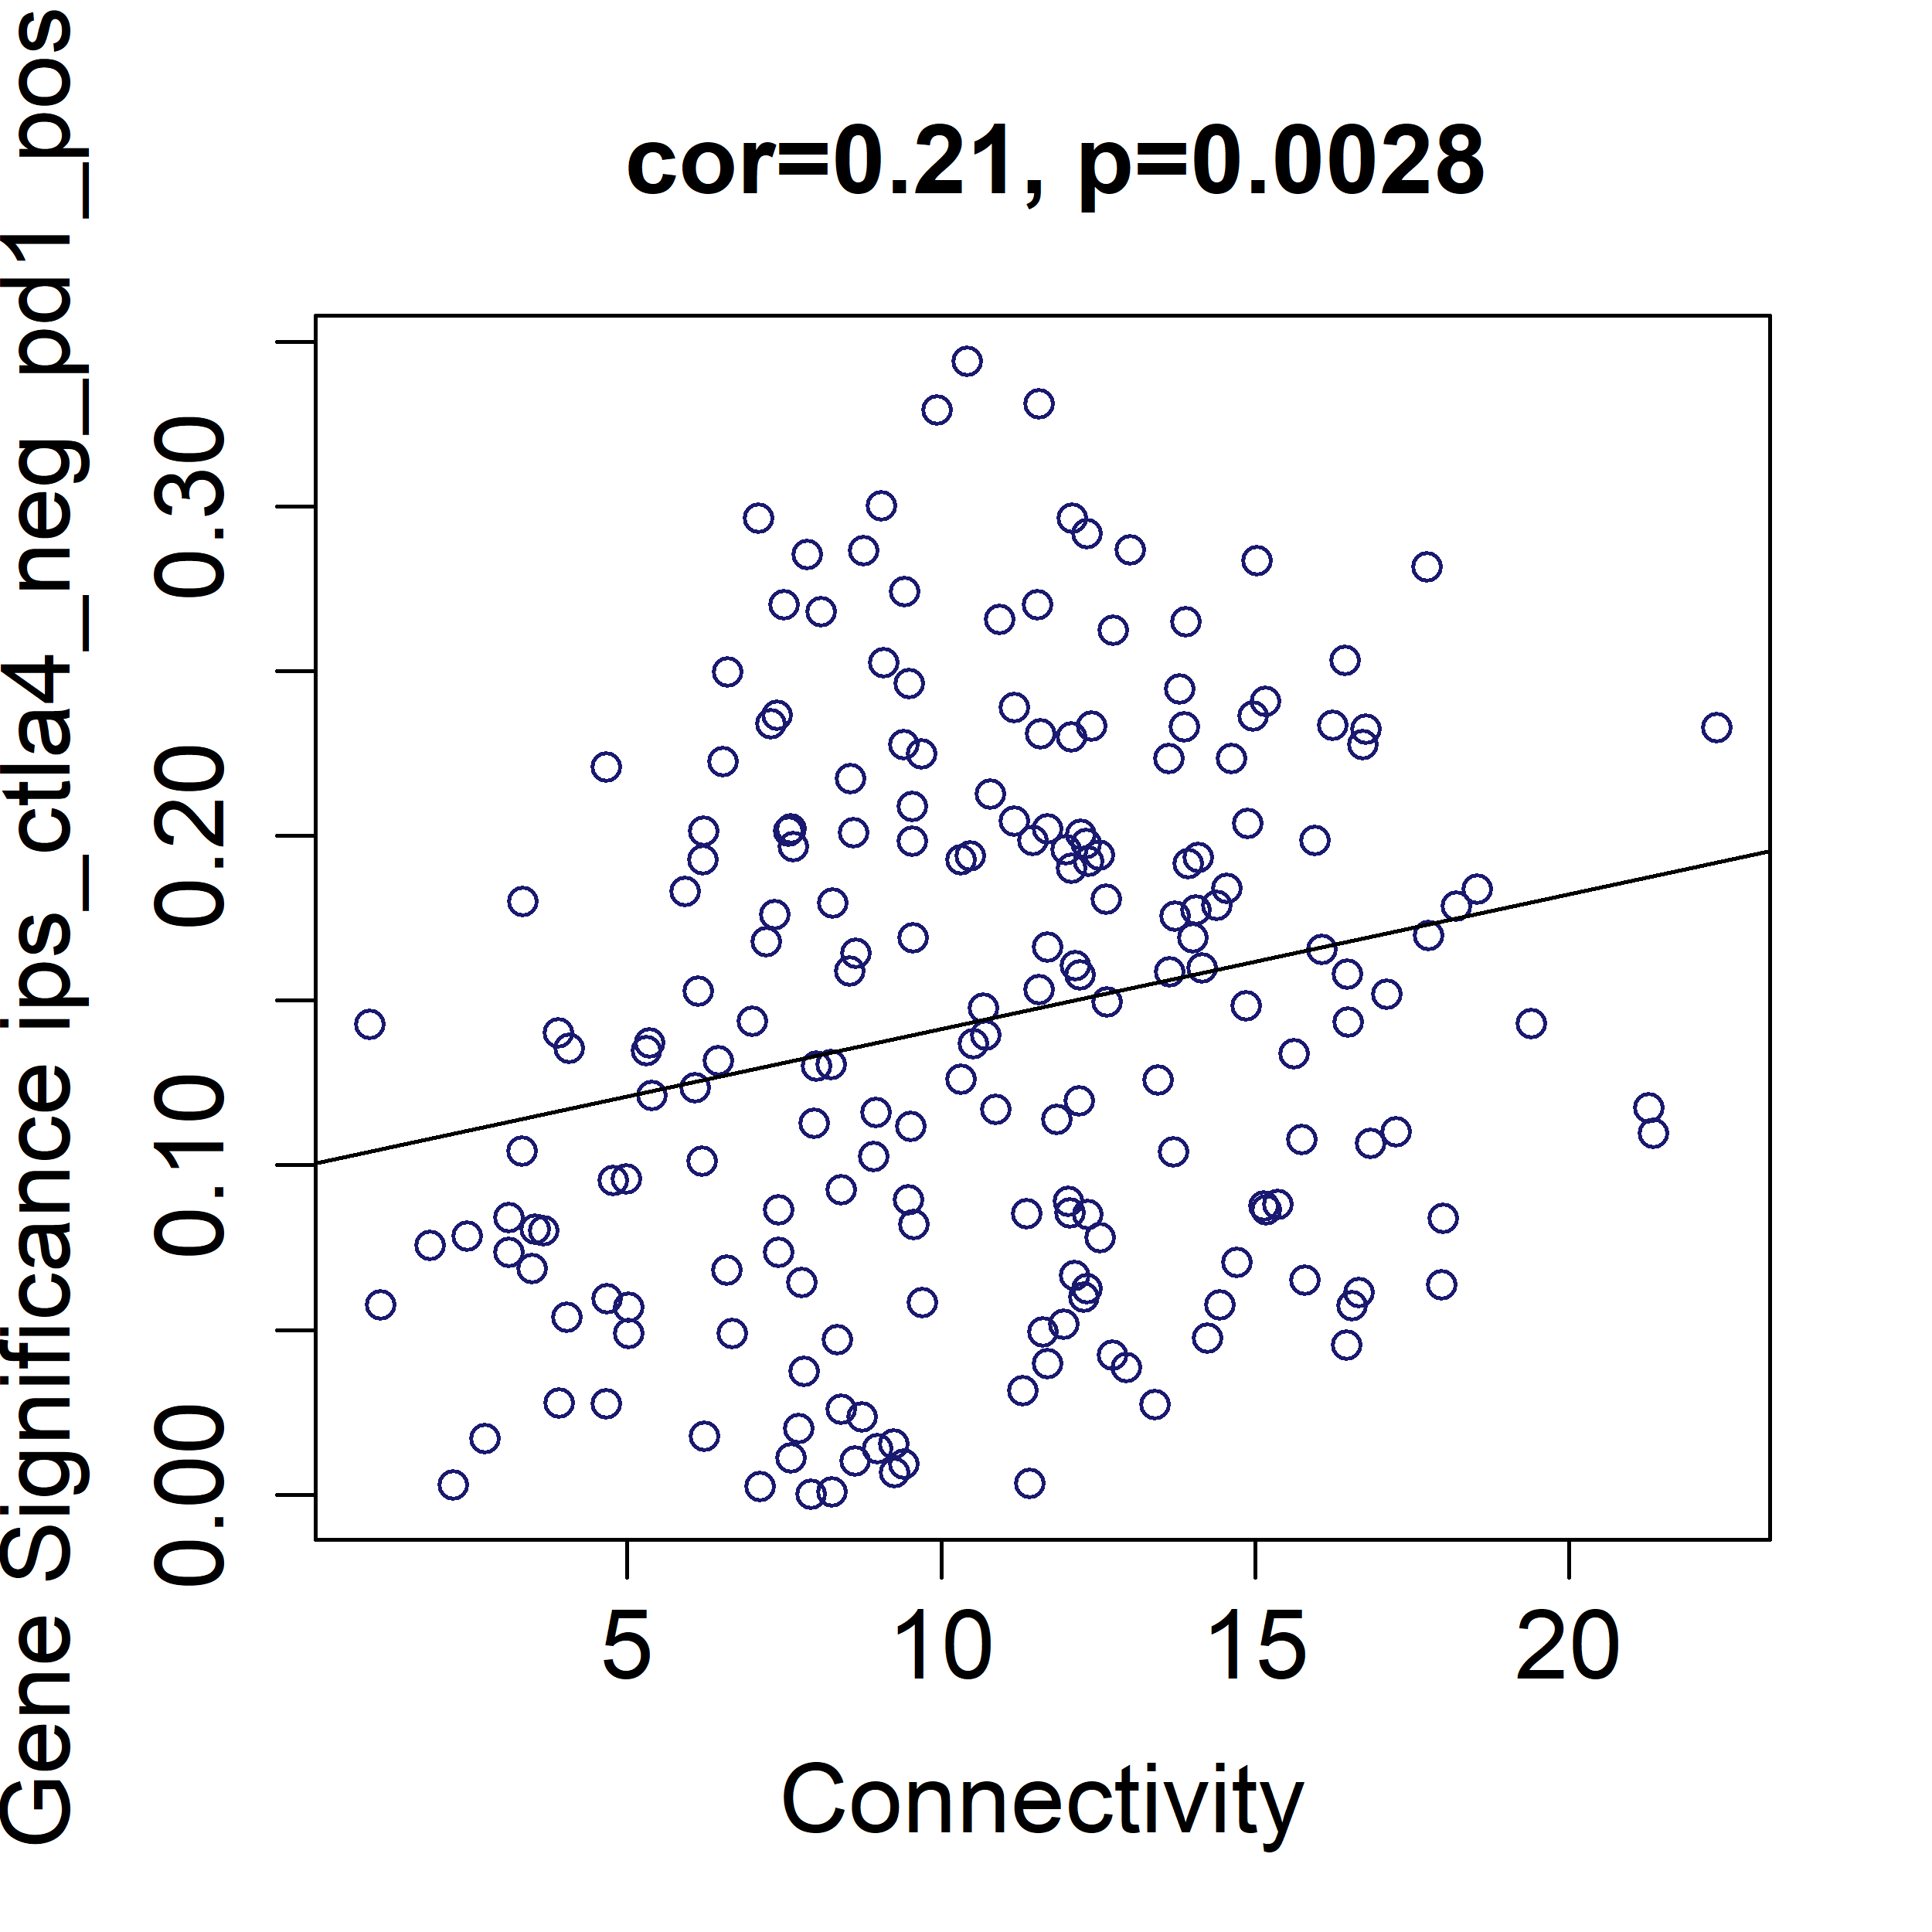 cor=0.21, p=0.0028
Gene Significance ips_ctla4_neg_pd1_pos
0.30
0.20
0.10
0.00
5 10 15 20
Connectivity